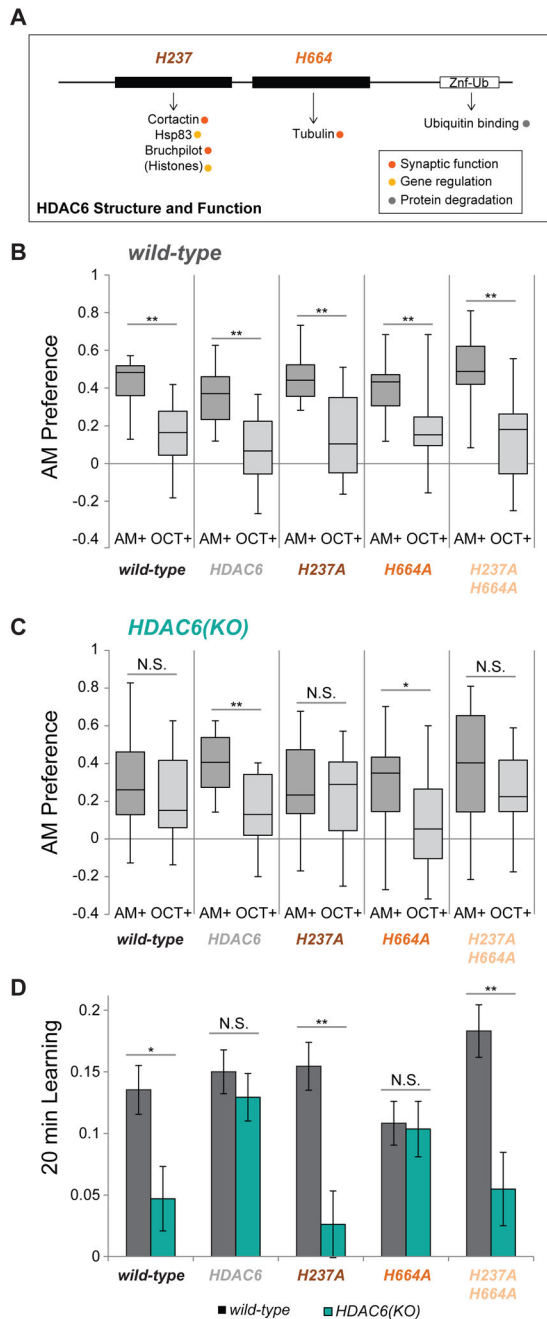 A
H237
H664
Znf-Ub
Cortactin
Hsp83
Bruchpilot
(Histones)
Tubulin
Ubiquitin binding
Synaptic function
Gene regulation
Protein degradation
HDAC6 Structure and Function
B
wild-type
AM Preference
1
0.8
0.6
0.4
0.2
0
-0.2
-0.4
** ** ** ** **
AM+ OCT+ AM+ OCT+ AM+ OCT+ AM+ OCT+ AM+ OCT+
wild-type HDAC6 H237A H664A H237A
H664A
C
HDAC6(KO)
AM Preference
1
0.8
0.6
0.4
0.2
0
-0.2
-0.4
N.S. ** N.S. * N.S.
AM+ OCT+ AM+ OCT+ AM+ OCT+ AM+ OCT+ AM+ OCT+
wild-type HDAC6 H237A H664A H237A
H664A
D
20 min Learning
0.2
0.15
0.1
0.05
0
* N.S. ** N.S. **
wild-type HDAC6 H237A H664A H237A
H664A
wild-type HDAC6(KO)